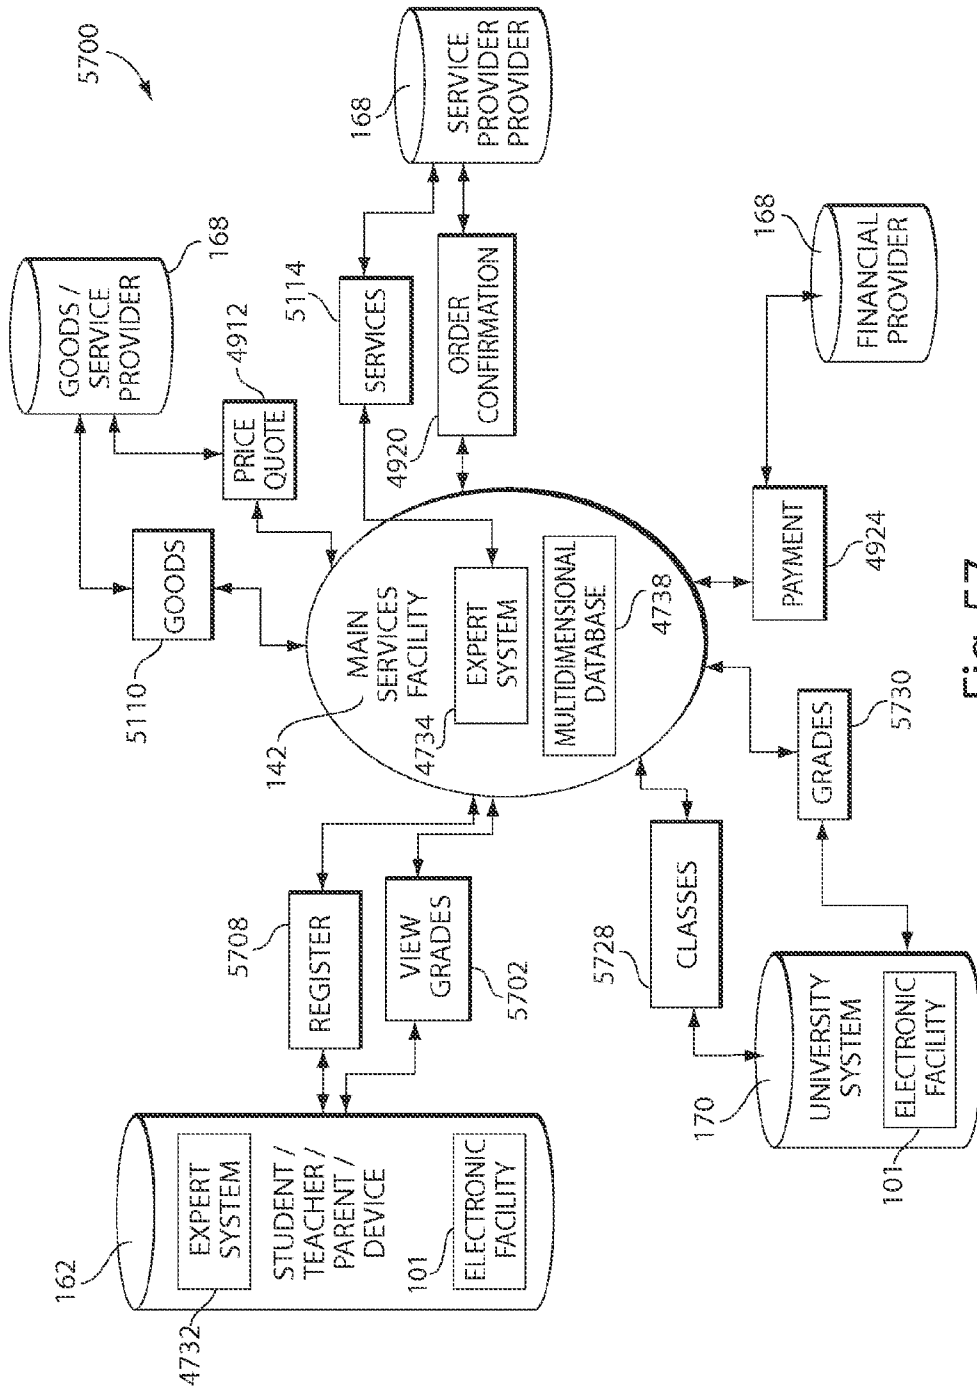 5700
162
EXPERT
SYSTEM
4732
STUDENT /
TEACHER /
PARENT /
DEVICE
101
ELECTRONIC
FACILITY
5708
REGISTER
VIEW
GRADES
5702
5110
GOODS
GOODS /
SERVICE
PROVIDER
168
4912
PRICE
QUOTE
5114
SERVICES
4920
ORDER
CONFIRMATION
168
SERVICE
PROVIDER
PROVIDER
142
MAIN
SERVICES
FACILITY
4734
EXPERT
SYSTEM
MULTIDIMENSIONAL
DATABASE
4738
170
UNIVERSITY
SYSTEM
ELECTRONIC
FACILITY
101
5728
CLASSES
GRADES
5730
PAYMENT
4924
168
FINANCIAL
PROVIDER